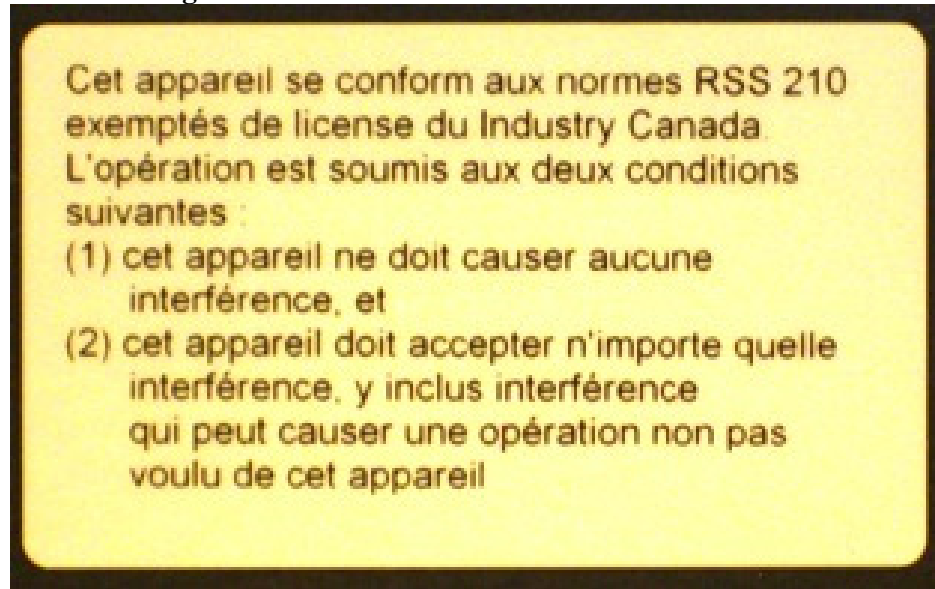 Cet appareil se conform aux normes RSS 210
exemptés de license du Industry Canada.
L'opération est soumis aux deux conditions
suivantes :
(1) cet appareil ne doit causer aucune
interférence, et
(2) cet appareil doit accepter n'importe quelle
interférence, y inclus interférence
qui peut causer une opération non pas
voulu de cet appareil